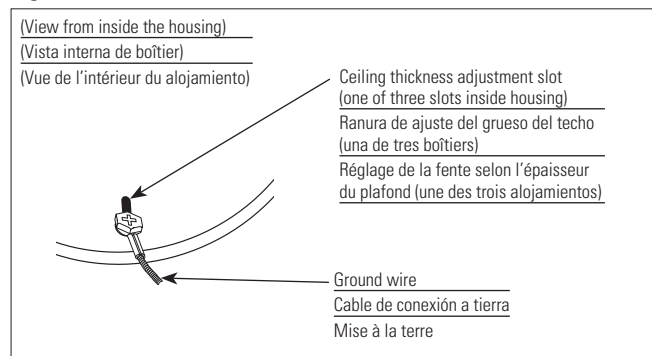 (View from inside the housing)
(Vista interna de boîtier)
(Vue de l’intérieur du alojamiento)
Ceiling thickness adjustment slot
(one of three slots inside housing)
Ranura de ajuste del grueso del techo
(una de tres boîtiers)
Réglage de la fente selon l’épaisseur
du plafond (une des trois alojamientos)
Ground wire
Cable de conexión a tierra
Mise à la terre